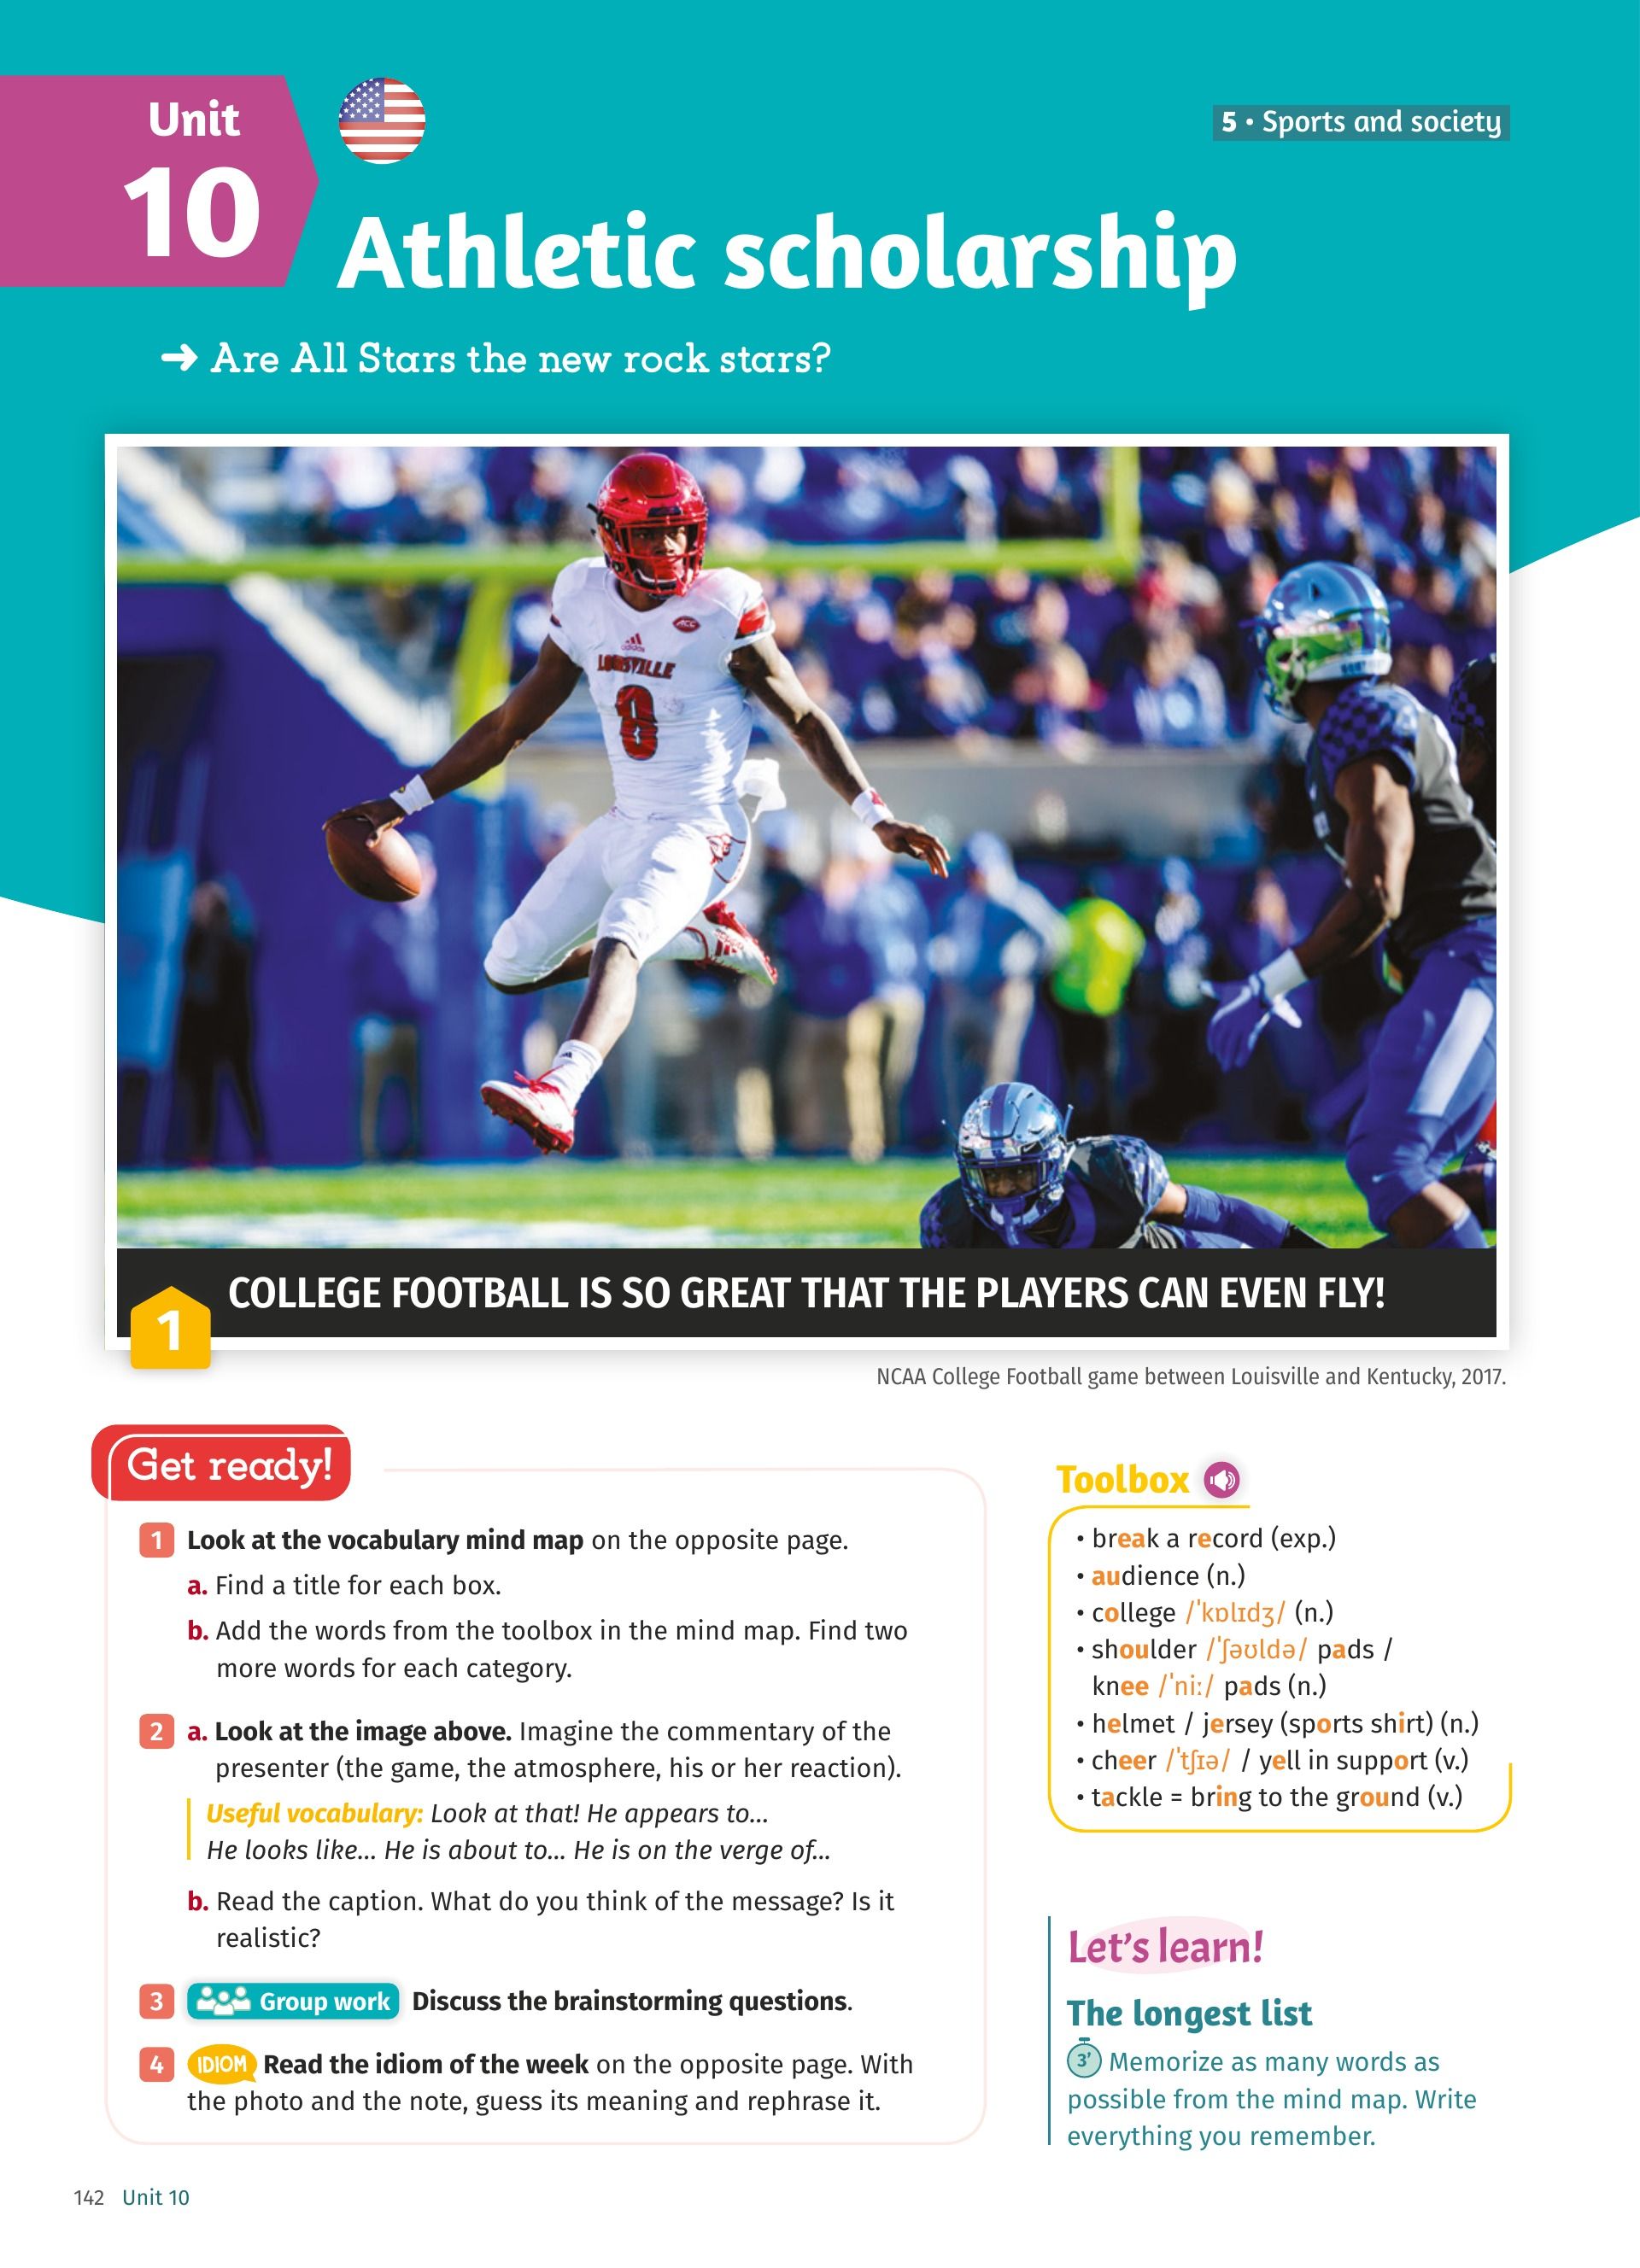 Unit
10
5 • Sports and society
Athletic scholarship
➜ Are All Stars the new rock stars?
ACC
adidas
LOUISVILLE
8
1
COLLEGE FOOTBALL IS SO GREAT THAT THE PLAYERS CAN EVEN FLY!
NCAA College Football game between Louisville and Kentucky, 2017.
Get ready!
1 Look at the vocabulary mind map on the opposite page.
a. Find a title for each box.
b. Add the words from the toolbox in the mind map. Find two
more words for each category.
2 a. Look at the image above. Imagine the commentary of the
presenter (the game, the atmosphere, his or her reaction).
Useful vocabulary: Look at that! He appears to...
He looks like... He is about to... He is on the verge of...
b. Read the caption. What do you think of the message? Is it
realistic?
3 Group work Discuss the brainstorming questions.
4 IDIOM Read the idiom of the week on the opposite page. With
the photo and the note, guess its meaning and rephrase it.
Toolbox
• break a record (exp.)
• audience (n.)
• college /ˈkɒlɪdʒ/ (n.)
• shoulder /ˈʃəʊldə/ pads /
knee /ˈniː/ pads (n.)
• helmet / jersey (sports shirt) (n.)
• cheer /ˈtʃɪə/ / yell in support (v.)
• tackle = bring to the ground (v.)
Let's learn!
The longest list
3' Memorize as many words as
possible from the mind map. Write
everything you remember.
142 Unit 10